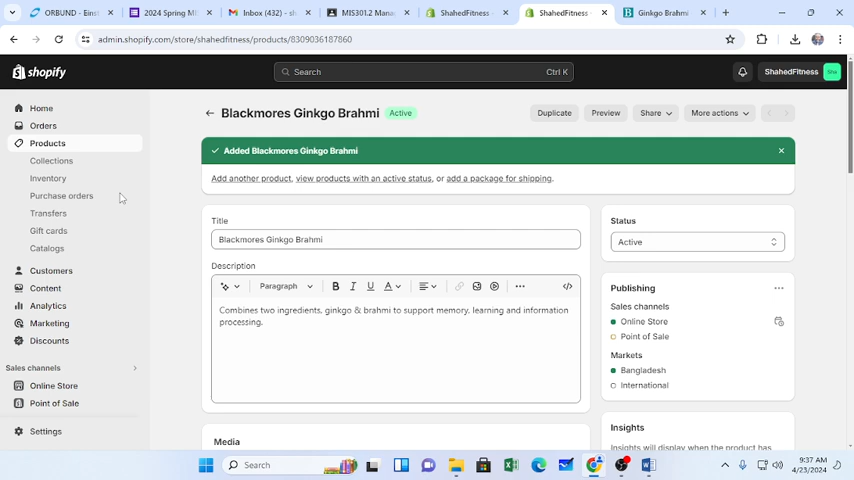 ORBUND - Eastern
2024 Spring M
Inbox (432) - sh
MIS301.2 Manag
ShahedFitness -
ShahedFitness
Ginkgo Brahmi
admin.shopify.com/store/shahedfitness/products/8309036187860
shopify
Search
Ctrl K
ShahedFitness
Sha
Home
Orders
Products
Collections
Inventory
Purchase orders
Transfers
Gift cards
Catalogs
Customers
Content
Analytics
Marketing
Discounts
Sales channels
Online Store
Point of Sale
Settings
Blackmores Ginkgo Brahmi
Active
Duplicate
Preview
Share
More actions
Added Blackmores Ginkgo Brahmi
Add another product, view products with an active status, or add a package for shipping.
Title
Blackmores Ginkgo Brahmi
Description
Paragraph
B I U A
Combines two ingredients, ginkgo & brahmi to support memory, learning and information
processing.
Media
Status
Active
Publishing
Sales channels
Online Store
Point of Sale
Markets
Bangladesh
International
Insights
Insights will display when the product has
Search
9:37 AM
4/23/2024